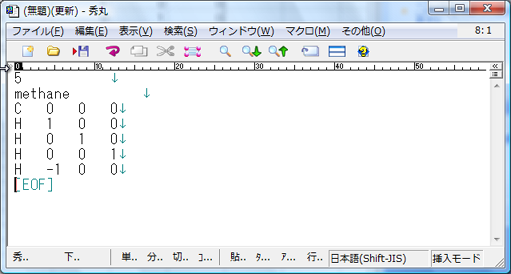 (無題)(更新) - 秀丸
ファイル(F) 編集(E) 表示(V) 検索(S) ウィンドウ(W) マクロ(M) その他(O) 8:1
0 10 20 30 40 50
5 ↓
methane ↓
C 0 0 0↓
H 1 0 0↓
H 0 1 0↓
H 0 0 1↓
H -1 0 0↓
[EOF]
秀.. 下.. 単.. 分.. 切.. コ... 貼.. タ... ア... 行.. 日本語(Shift-JIS) 挿入モード